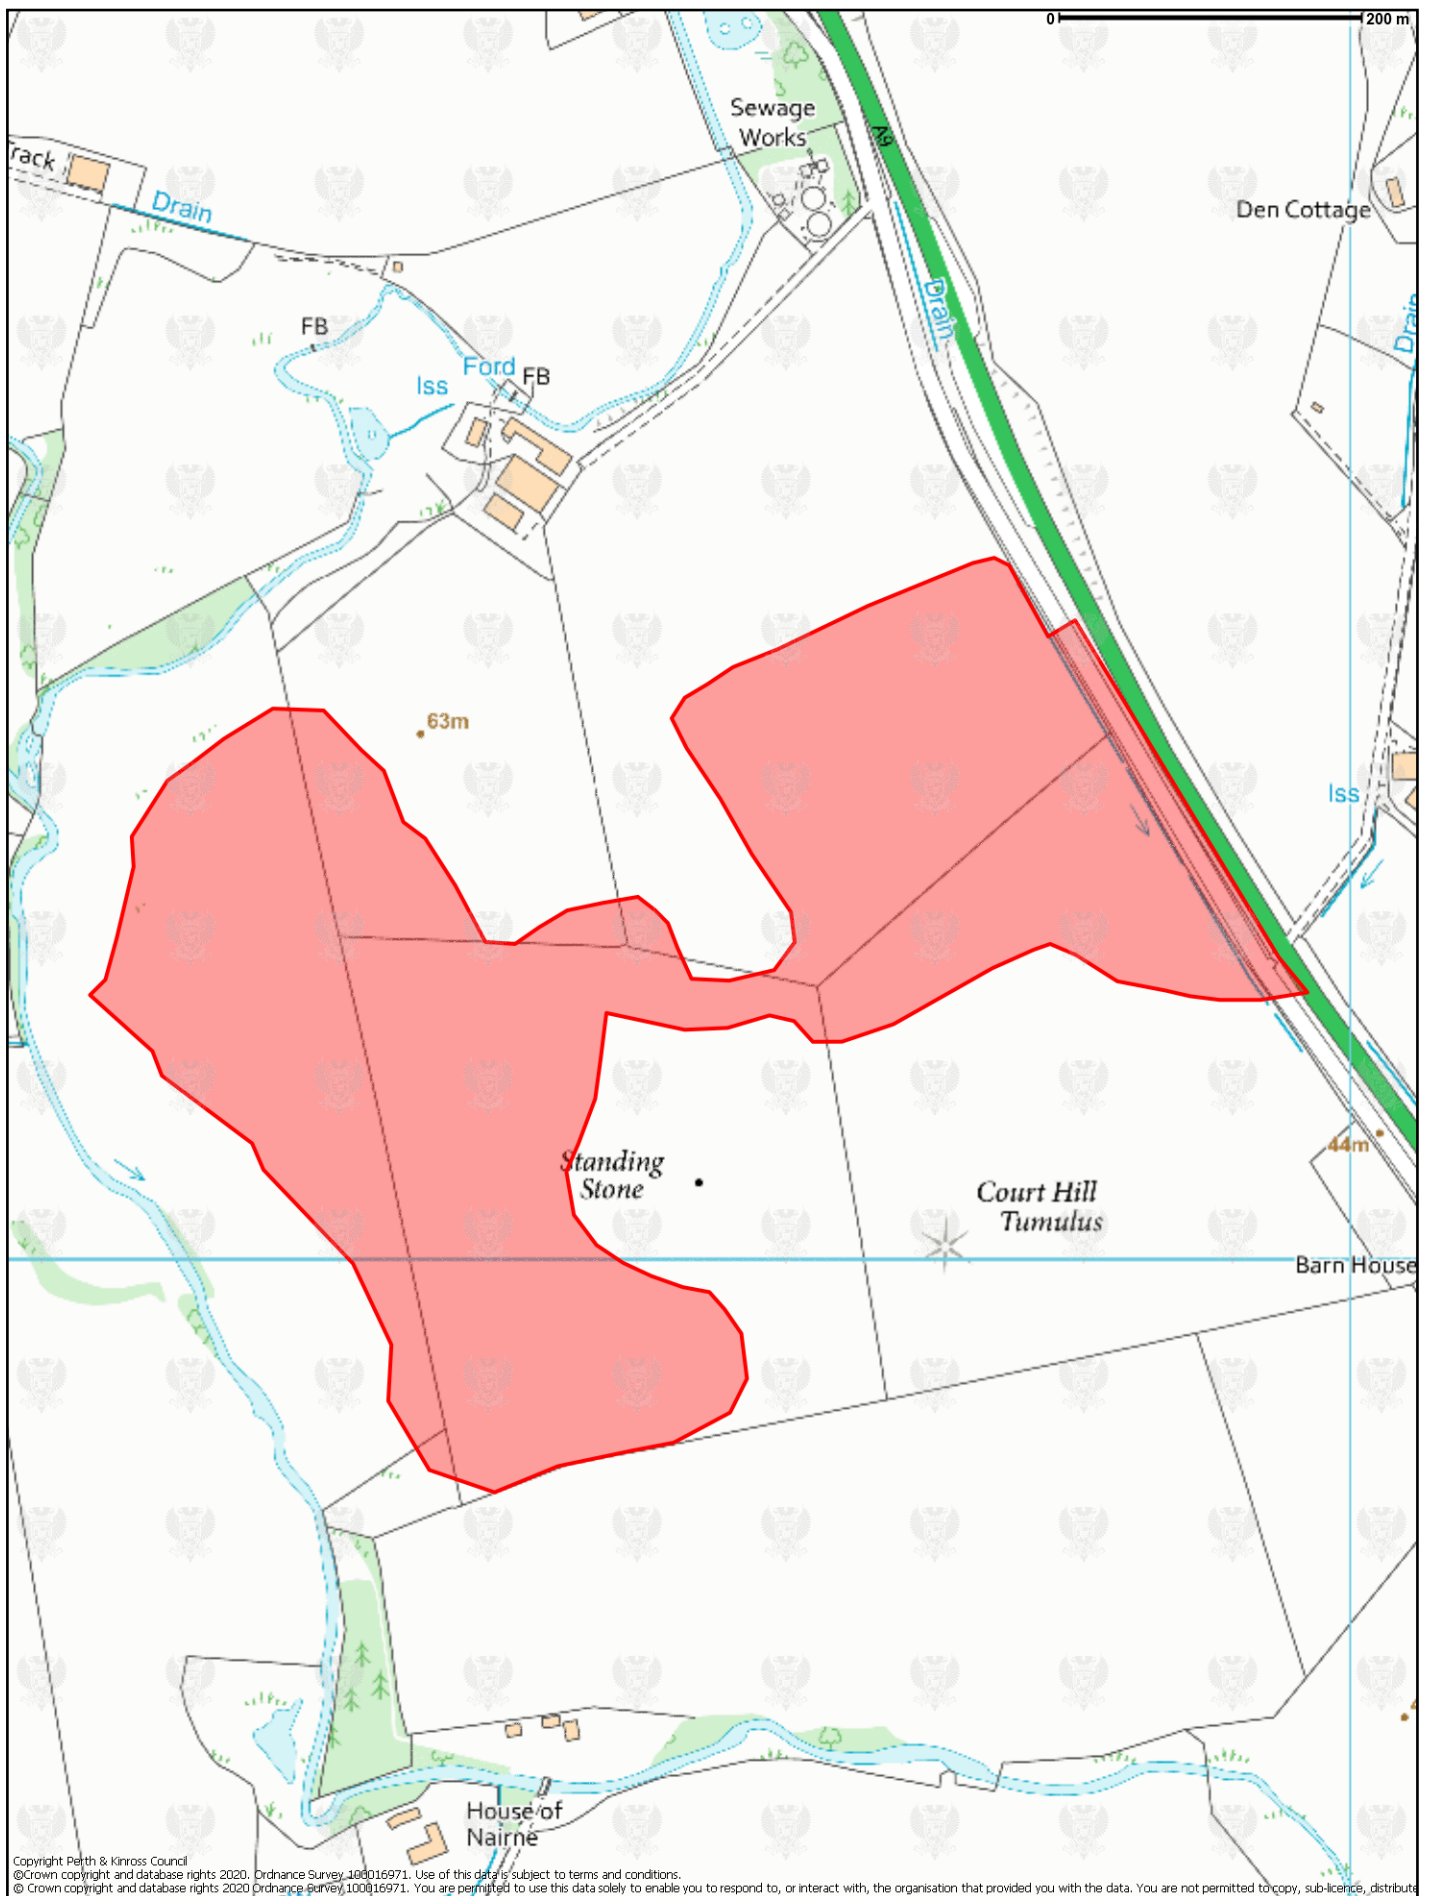 0 200 m
Sewage
Works
A9
rack
Drain
Den Cottage
Drain
Drain
FB
Ford
FB
Iss
63m
Iss
Standing
Stone
44m
Court Hill
Tumulus
Barn House
House of
Nairne
Copyright Perth & Kinross Council
©Crown copyright and database rights 2020. Ordnance Survey 100016971. Use of this data is subject to terms and conditions.
© Crown copyright and database rights 2020 Ordnance Survey 100016971. You are permitted to use this data solely to enable you to respond to, or interact with, the organisation that provided you with the data. You are not permitted to copy, sub-licence, distribute